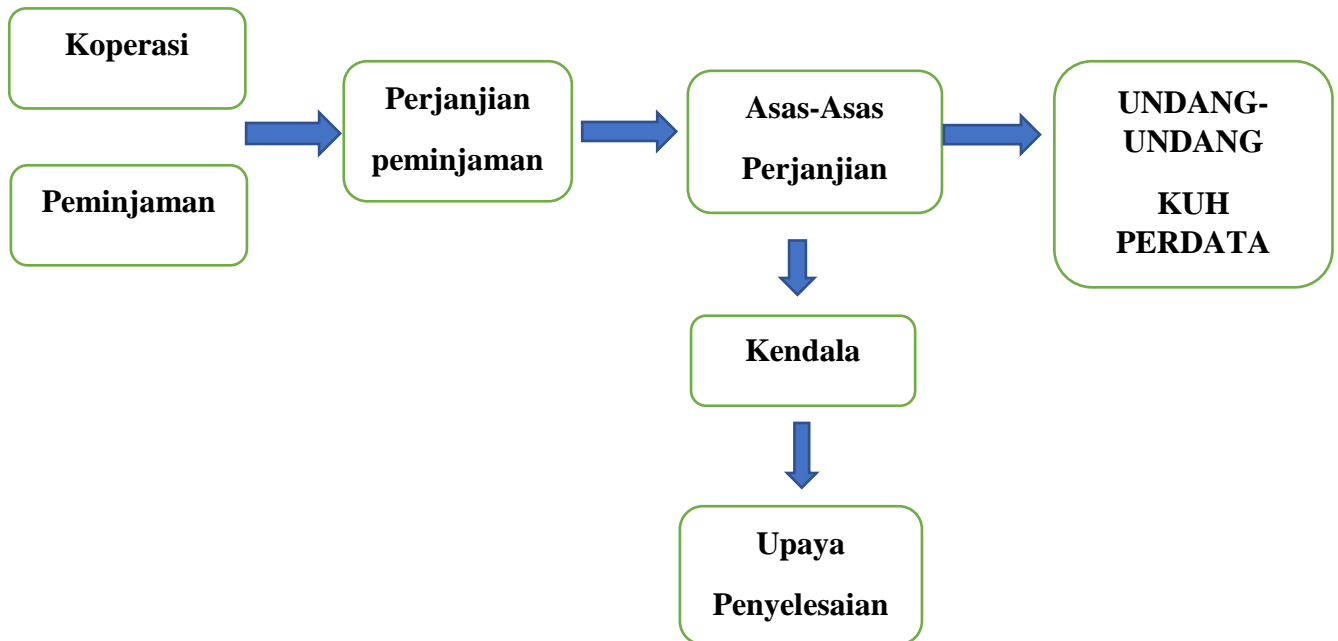 Koperasi
Peminjaman
Perjanjian
peminjaman
Asas-Asas
Perjanjian
UNDANG-
UNDANG
KUH
PERDATA
Kendala
Upaya
Penyelesaian